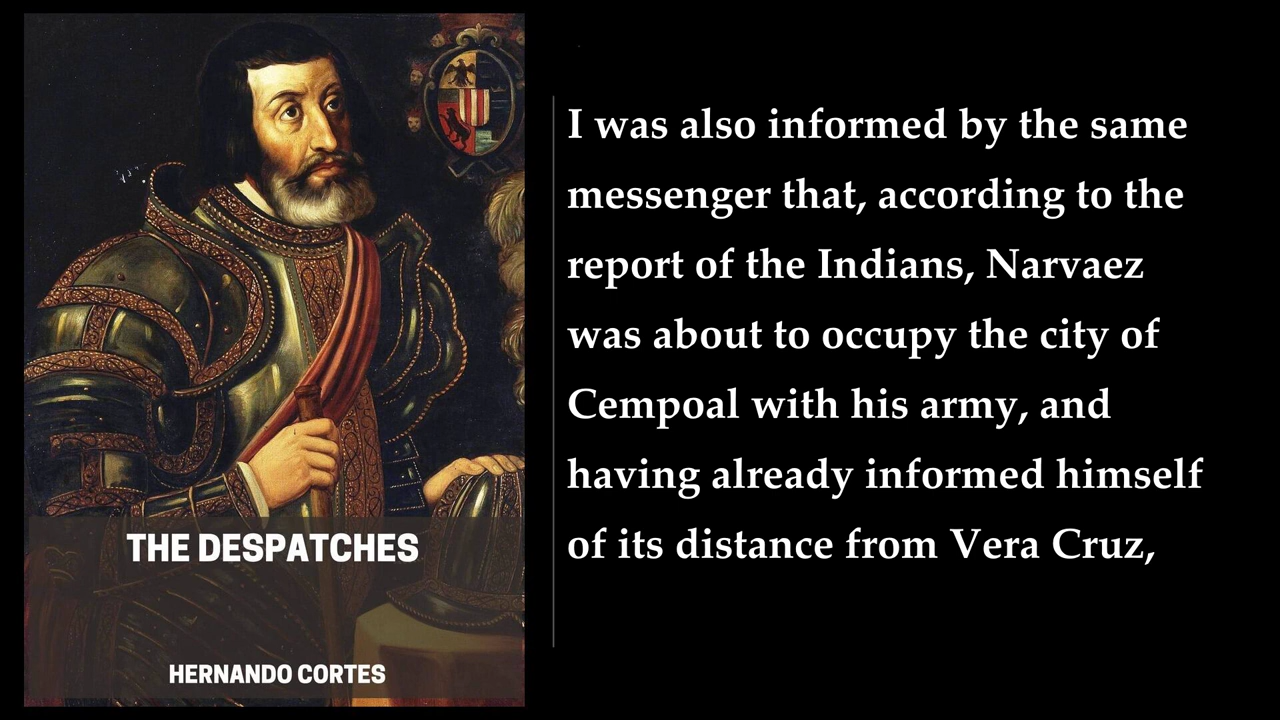 THE DESPATCHES
HERNANDO CORTES
I was also informed by the same
messenger that, according to the
report of the Indians, Narvaez
was about to occupy the city of
Cempoal with his army, and
having already informed himself
of its distance from Vera Cruz,